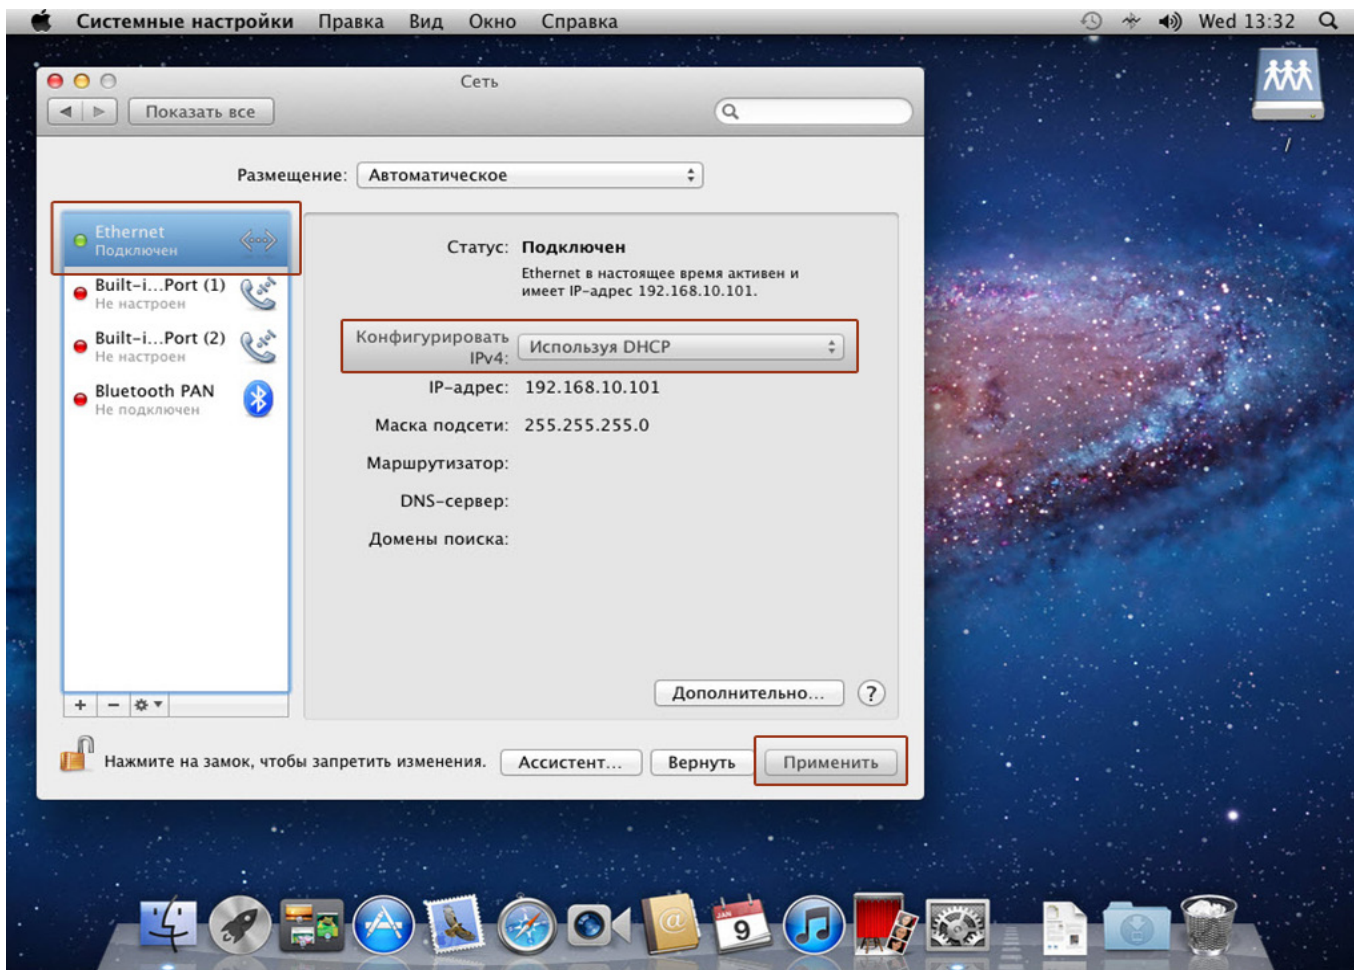 Системные настройки Правка Вид Окно Справка Wed 13:32
Сеть
Показать все
/
Размещение: Автоматическое
Ethernet
Подключен
Built-i...Port (1)
Не настроен
Built-i...Port (2)
Не настроен
Bluetooth PAN
Не подключен
Статус: Подключен
Ethernet в настоящее время активен и
имеет IP-адрес 192.168.10.101.
Конфигурировать
IPv4: Используя DHCP
IP-адрес: 192.168.10.101
Маска подсети: 255.255.255.0
Маршрутизатор:
DNS-сервер:
Домены поиска:
+ −
Дополнительно... ?
Нажмите на замок, чтобы запретить изменения. Ассистент... Вернуть Применить
JAN
9
@